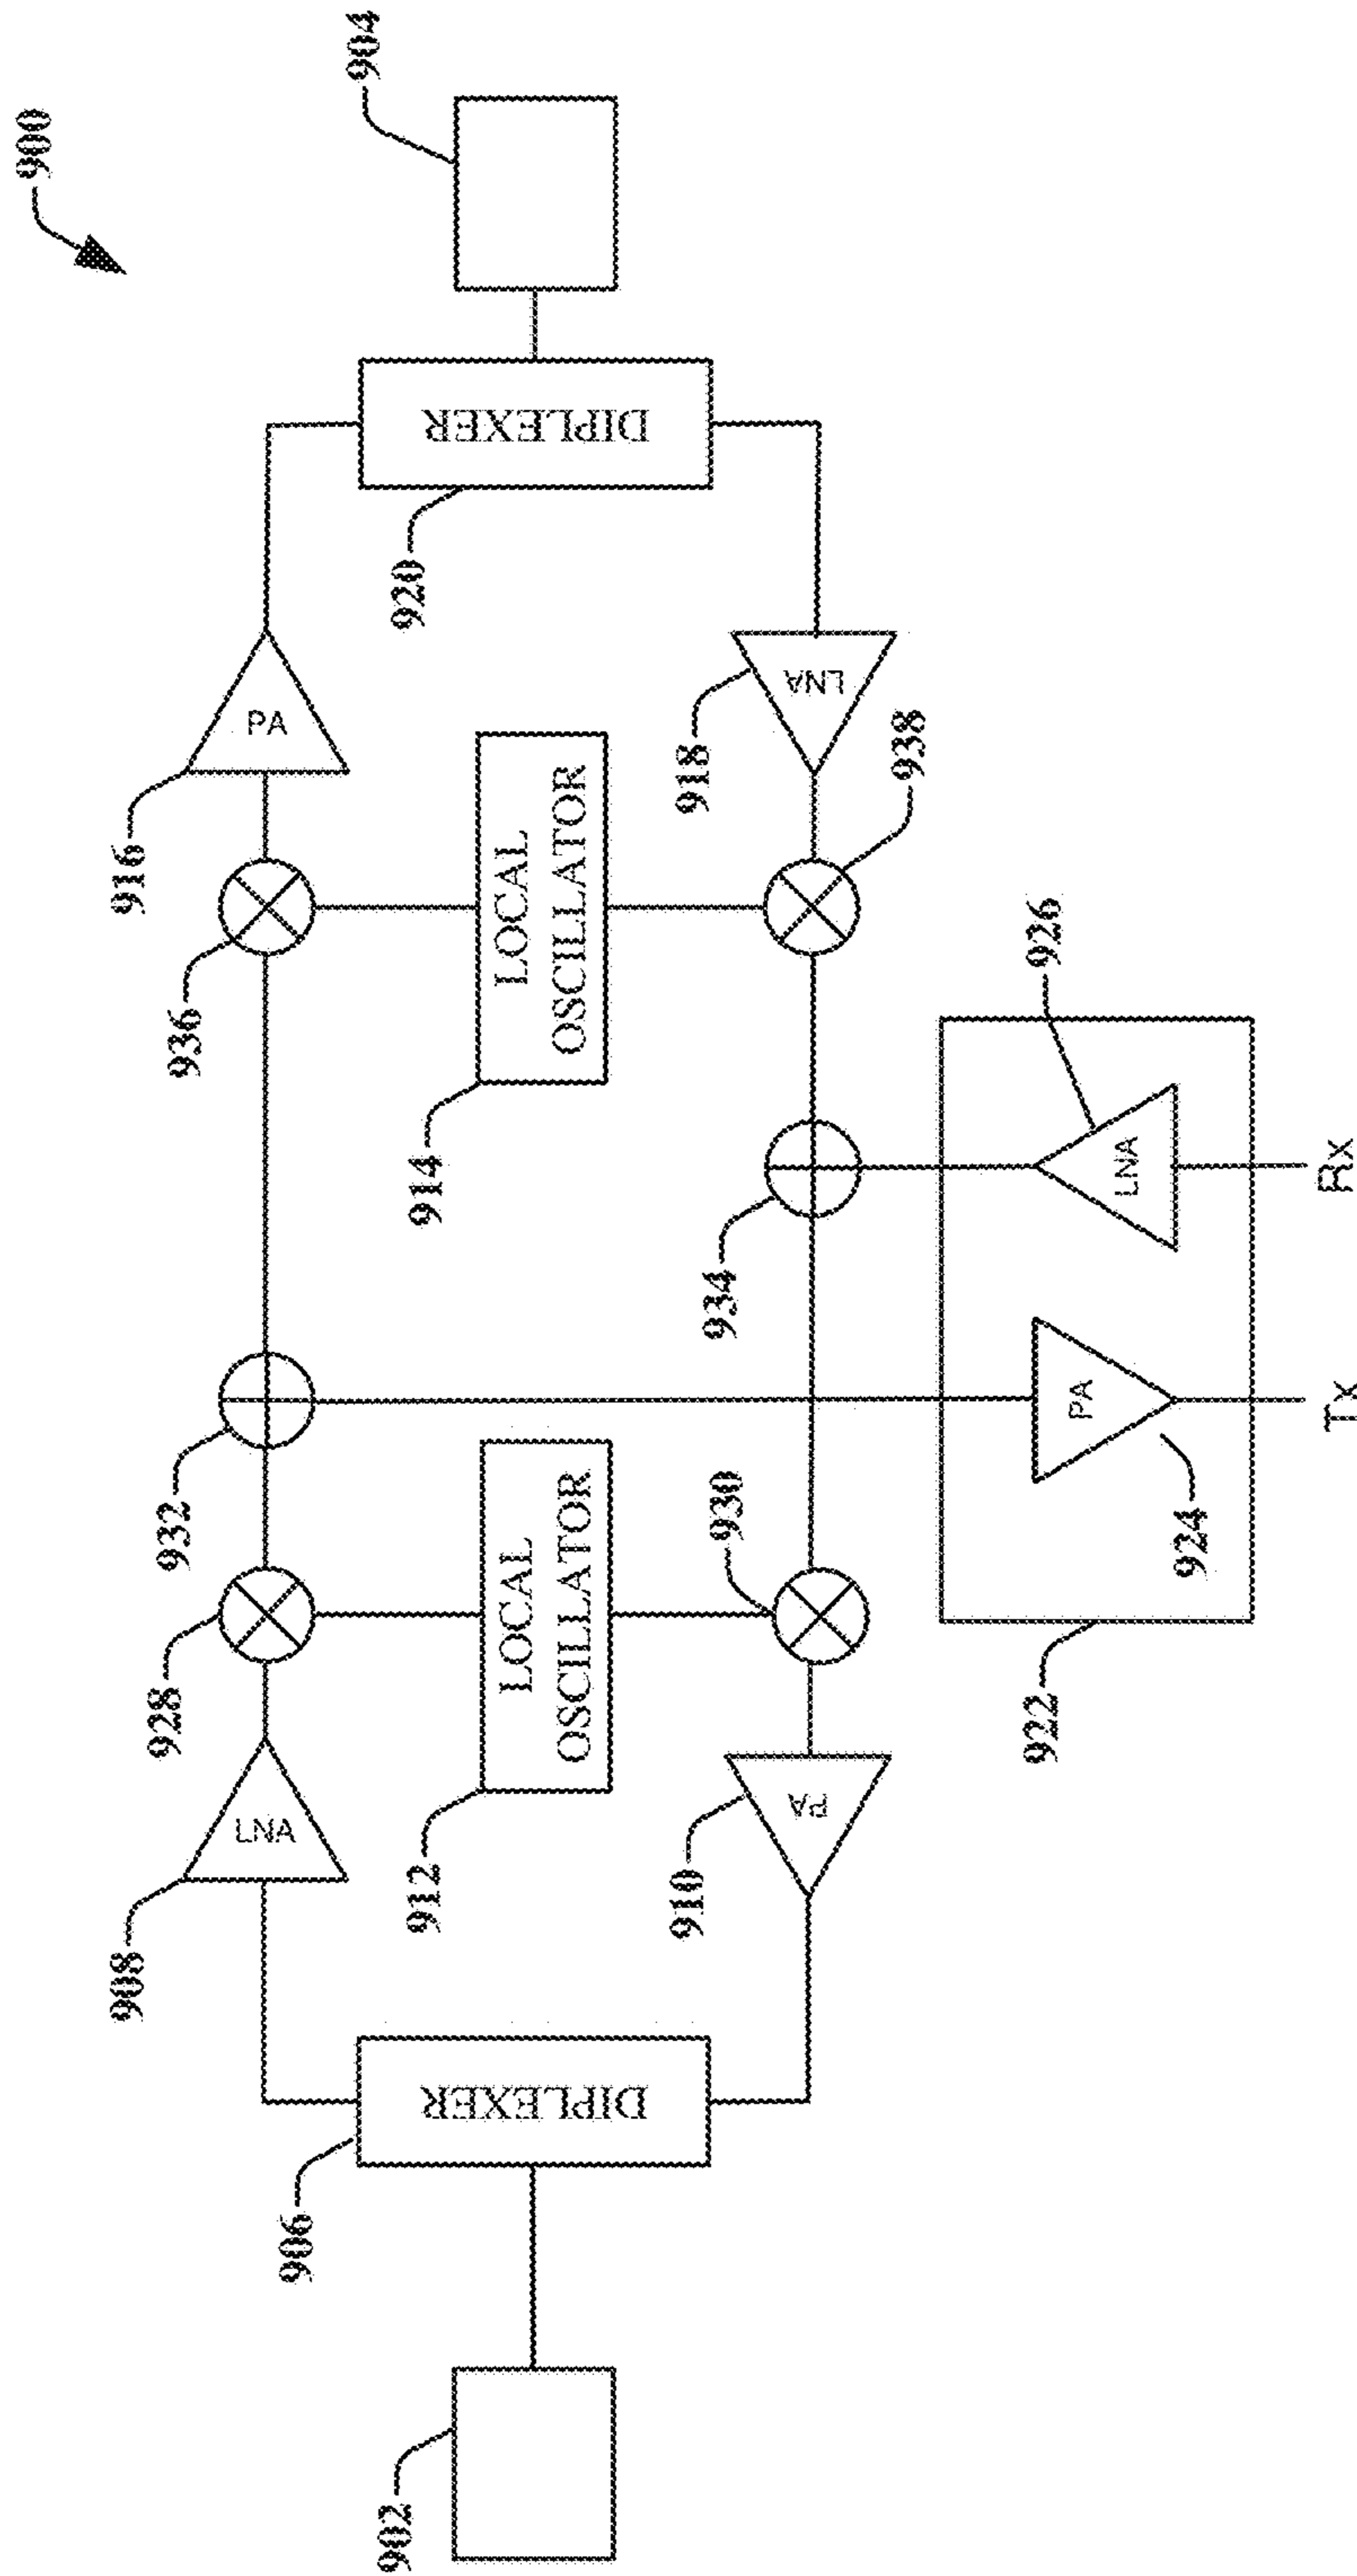 900
904
916
PA
936
920
DIPLEXER
932
928
908
LNA
914
LOCAL
OSCILLATOR
918
LNA
938
912
LOCAL
OSCILLATOR
934
926
LNA
Rx
906
DIPLEXER
930
910
PA
902
922
924
PA
Tx